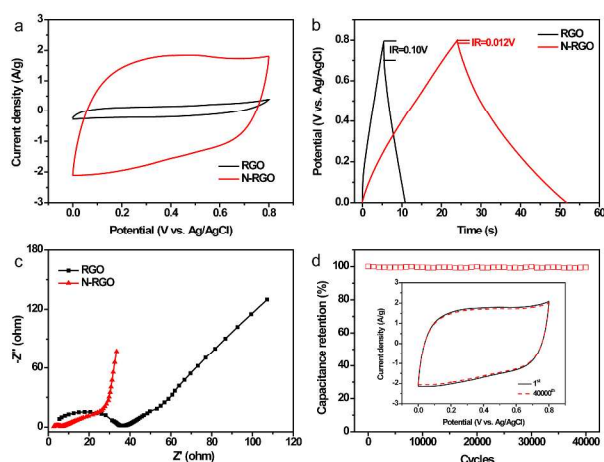 a
Current density (A/g)
3
2
1
0
-1
-2
-3
0.0 0.2 0.4 0.6 0.8
Potential (V vs. Ag/AgCl)
RGO
N-RGO
b
Potential (V vs. Ag/AgCl)
1.0
0.8
0.6
0.4
0.2
0.0
0 10 20 30 40 50 60
Time (s)
IR=0.10V
IR=0.012V
RGO
N-RGO
c
-Z" (ohm)
180
120
60
0
0 20 40 60 80 100 120 140
Z' (ohm)
RGO
N-RGO
d
Capacitance retention (%)
120
100
80
60
40
20
0
0 10000 20000 30000 40000
Cycles
Current density (A/g)
3
2
1
0
-1
-2
-3
0.0 0.2 0.4 0.6 0.8
Potential (V vs. Ag/AgCl)
1st
40000th